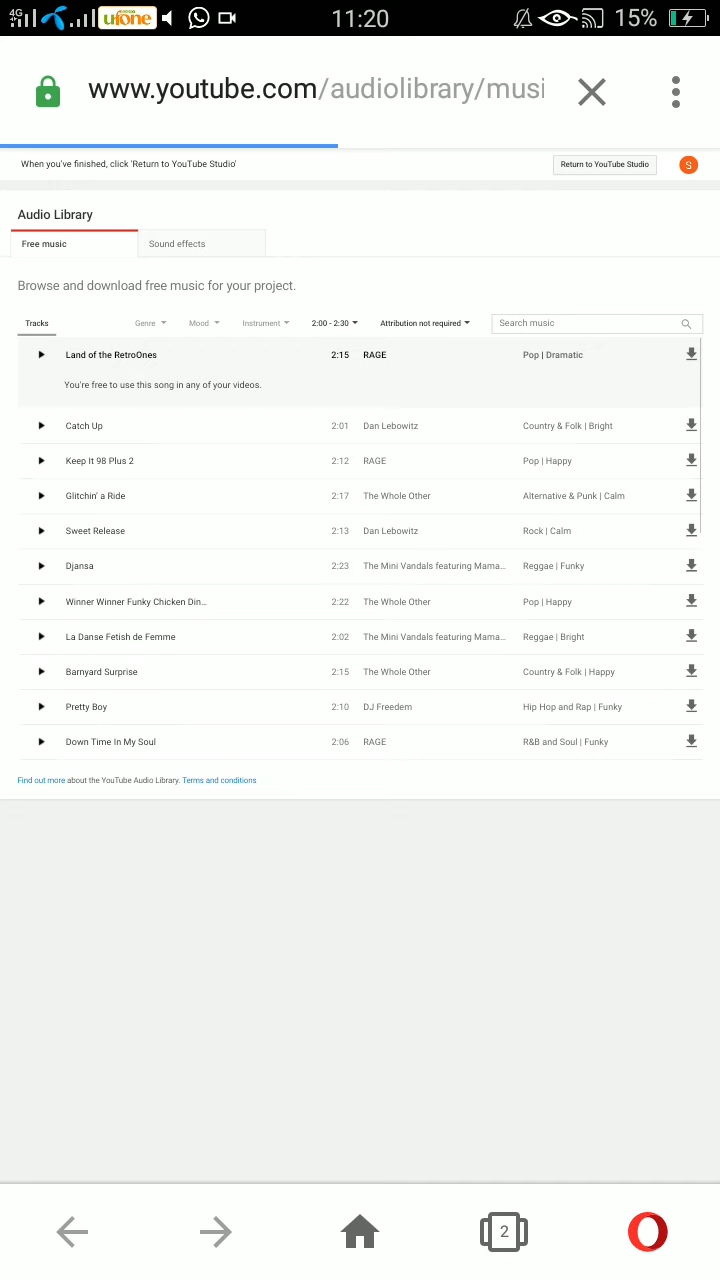 4G ufone 11:20 15%
www.youtube.com/audiolibrary/musi
When you've finished, click 'Return to YouTube Studio' Return to YouTube Studio S
Audio Library
Free music Sound effects
Browse and download free music for your project.
Tracks Genre Mood Instrument 2:00 - 2:30 Attribution not required Search music
Land of the RetroOnes 2:15 RAGE Pop | Dramatic
You're free to use this song in any of your videos.
Catch Up 2:01 Dan Lebowitz Country & Folk | Bright
Keep It 98 Plus 2 2:12 RAGE Pop | Happy
Glitchin' a Ride 2:17 The Whole Other Alternative & Punk | Calm
Sweet Release 2:13 Dan Lebowitz Rock | Calm
Djansa 2:23 The Mini Vandals featuring Mama... Reggae | Funky
Winner Winner Funky Chicken Din... 2:22 The Whole Other Pop | Happy
La Danse Fetish de Femme 2:02 The Mini Vandals featuring Mama... Reggae | Bright
Barnyard Surprise 2:15 The Whole Other Country & Folk | Happy
Pretty Boy 2:10 DJ Freedem Hip Hop and Rap | Funky
Down Time In My Soul 2:06 RAGE R&B and Soul | Funky
Find out more about the YouTube Audio Library. Terms and conditions
2